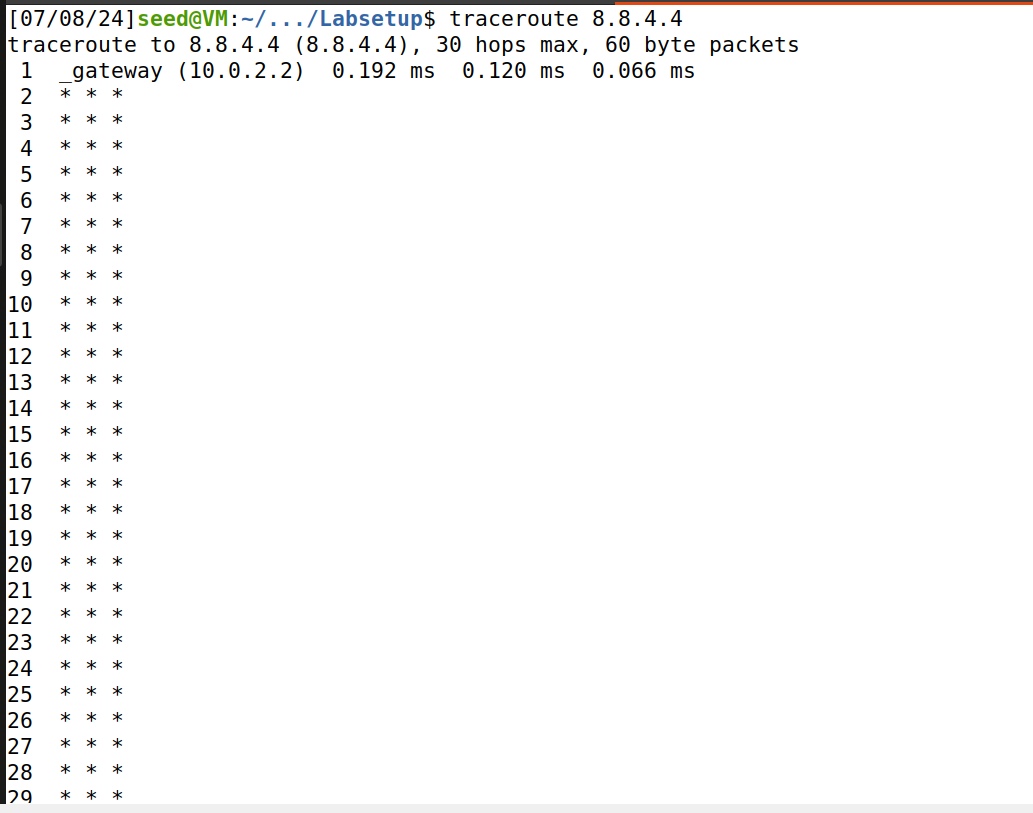 [07/08/24]seed@VM:~/.../Labsetup$ traceroute 8.8.4.4
traceroute to 8.8.4.4 (8.8.4.4), 30 hops max, 60 byte packets
 1  _gateway (10.0.2.2)  0.192 ms  0.120 ms  0.066 ms
 2  * * *
 3  * * *
 4  * * *
 5  * * *
 6  * * *
 7  * * *
 8  * * *
 9  * * *
10  * * *
11  * * *
12  * * *
13  * * *
14  * * *
15  * * *
16  * * *
17  * * *
18  * * *
19  * * *
20  * * *
21  * * *
22  * * *
23  * * *
24  * * *
25  * * *
26  * * *
27  * * *
28  * * *
29  * * *